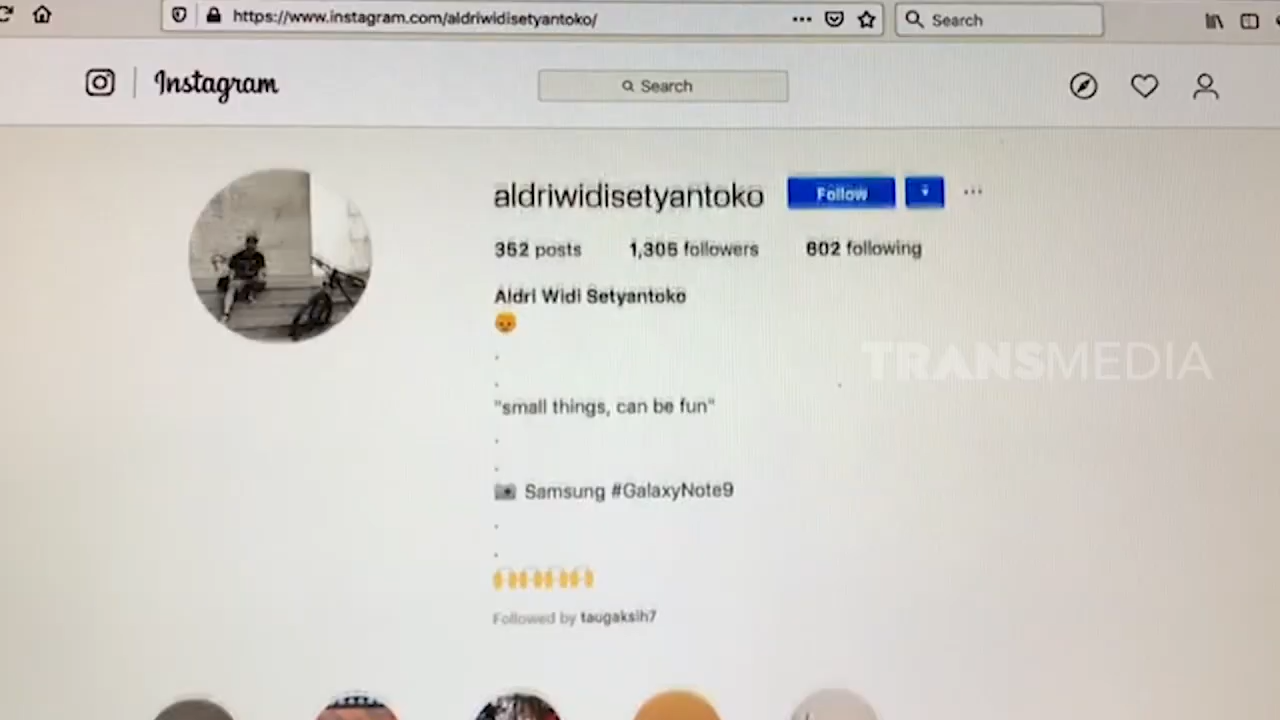 https://www.instagram.com/aldriwidisetyantoko/
Search
Instagram
Search
aldriwidisetyantoko
Follow
352 posts
1,305 followers
602 following
Aldri Widi Setyantoko
"small things, can be fun"
Samsung #GalaxyNote9
Followed by taugaksih7
TRANSMEDIA